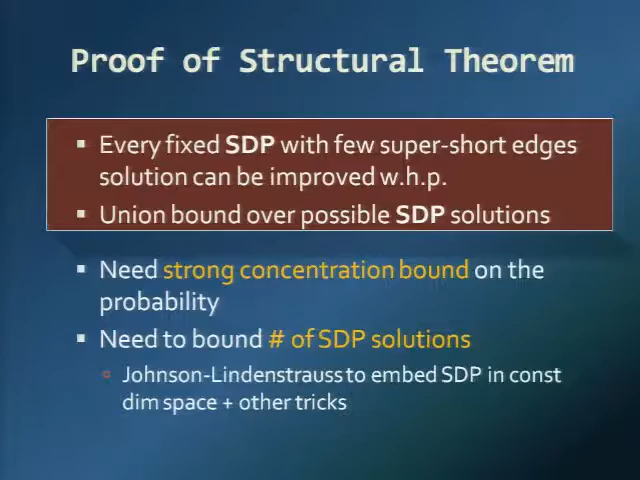 Proof of Structural Theorem
▪ Every fixed SDP with few super-short edges
solution can be improved w.h.p.
▪ Union bound over possible SDP solutions
▪ Need strong concentration bound on the
probability
▪ Need to bound # of SDP solutions
▫ Johnson-Lindenstrauss to embed SDP in const
dim space + other tricks